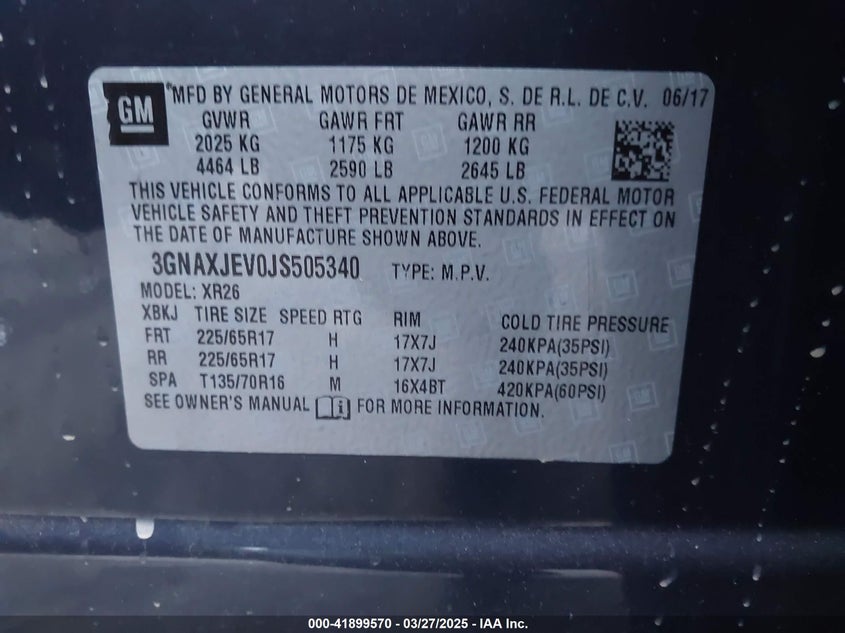 GM
*MFD BY GENERAL MOTORS DE MEXICO, S. DE R.L. DE C.V. 06/17
GVWR GAWR FRT GAWR RR
2025 KG 1175 KG 1200 KG
4464 LB 2590 LB 2645 LB
THIS VEHICLE CONFORMS TO ALL APPLICABLE U.S. FEDERAL MOTOR
VEHICLE SAFETY AND THEFT PREVENTION STANDARDS IN EFFECT ON
THE DATE OF MANUFACTURE SHOWN ABOVE.
3GNAXJEV0JS505340 TYPE: M.P.V.
MODEL: XR26
XBKJ TIRE SIZE SPEED RTG RIM COLD TIRE PRESSURE
FRT 225/65R17 H 17X7J 240KPA(35PSI)
RR 225/65R17 H 17X7J 240KPA(35PSI)
SPA T135/70R16 M 16X4BT 420KPA(60PSI)
SEE OWNER'S MANUAL FOR MORE INFORMATION.
000-41899570 - 03/27/2025 - IAA Inc.